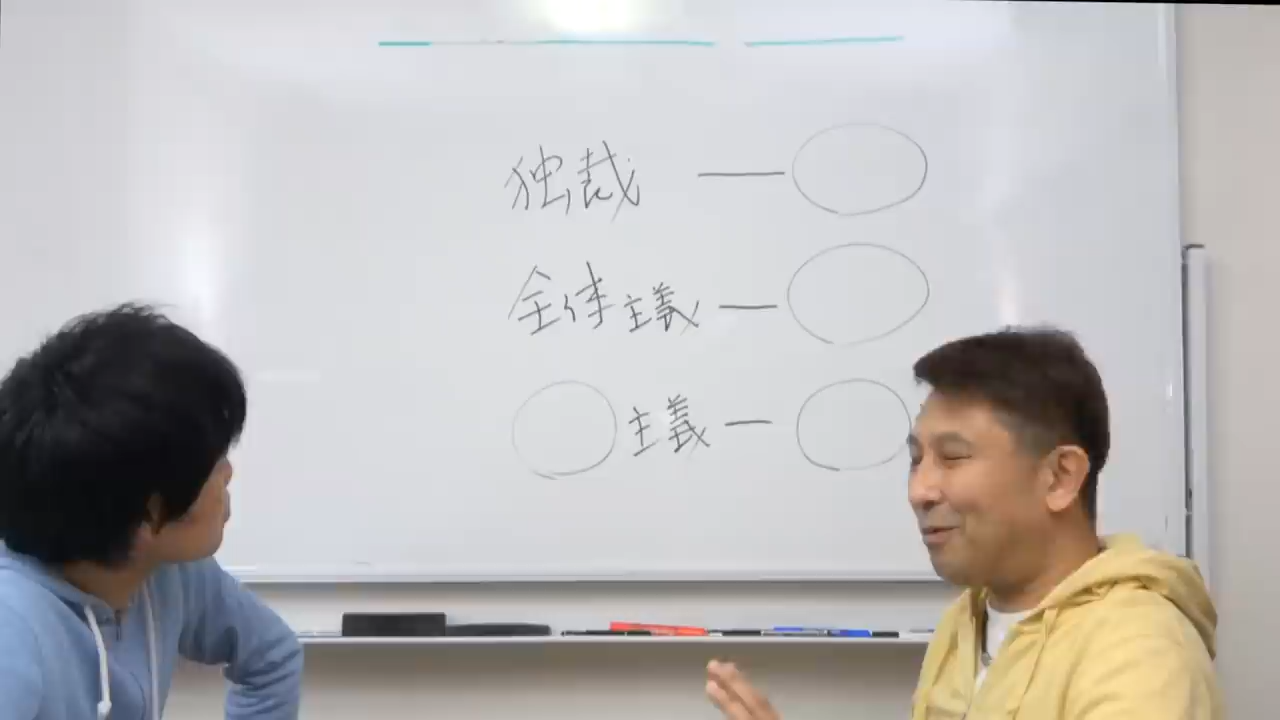 独裁 —
全体主義 —
主義 —